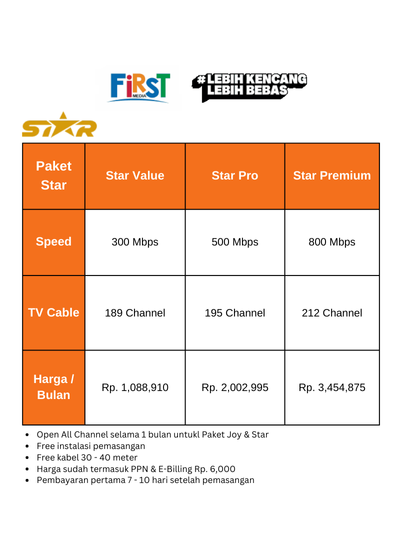 FiRST
MEDIA
#LEBIH KENCANG
LEBIH BEBAS
STAR
Paket Star
Star Value
Star Pro
Star Premium
Speed
300 Mbps
500 Mbps
800 Mbps
TV Cable
189 Channel
195 Channel
212 Channel
Harga / Bulan
Rp. 1,088,910
Rp. 2,002,995
Rp. 3,454,875
• Open All Channel selama 1 bulan untukl Paket Joy & Star
• Free instalasi pemasangan
• Free kabel 30 - 40 meter
• Harga sudah termasuk PPN & E-Billing Rp. 6,000
• Pembayaran pertama 7 - 10 hari setelah pemasangan